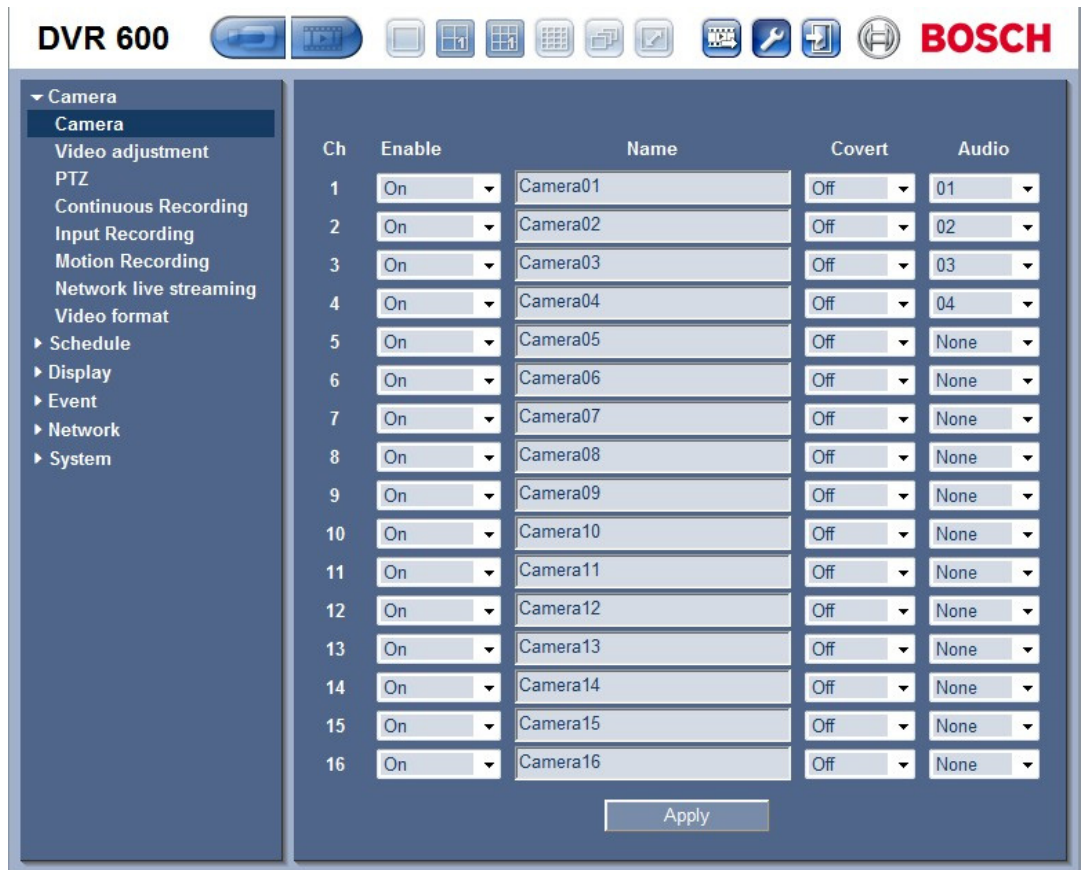 DVR 600
1
1
BOSCH
Camera
Camera
Video adjustment
PTZ
Continuous Recording
Input Recording
Motion Recording
Network live streaming
Video format
Schedule
Display
Event
Network
System
Ch Enable Name Covert Audio
1 On Camera01 Off 01
2 On Camera02 Off 02
3 On Camera03 Off 03
4 On Camera04 Off 04
5 On Camera05 Off None
6 On Camera06 Off None
7 On Camera07 Off None
8 On Camera08 Off None
9 On Camera09 Off None
10 On Camera10 Off None
11 On Camera11 Off None
12 On Camera12 Off None
13 On Camera13 Off None
14 On Camera14 Off None
15 On Camera15 Off None
16 On Camera16 Off None
Apply